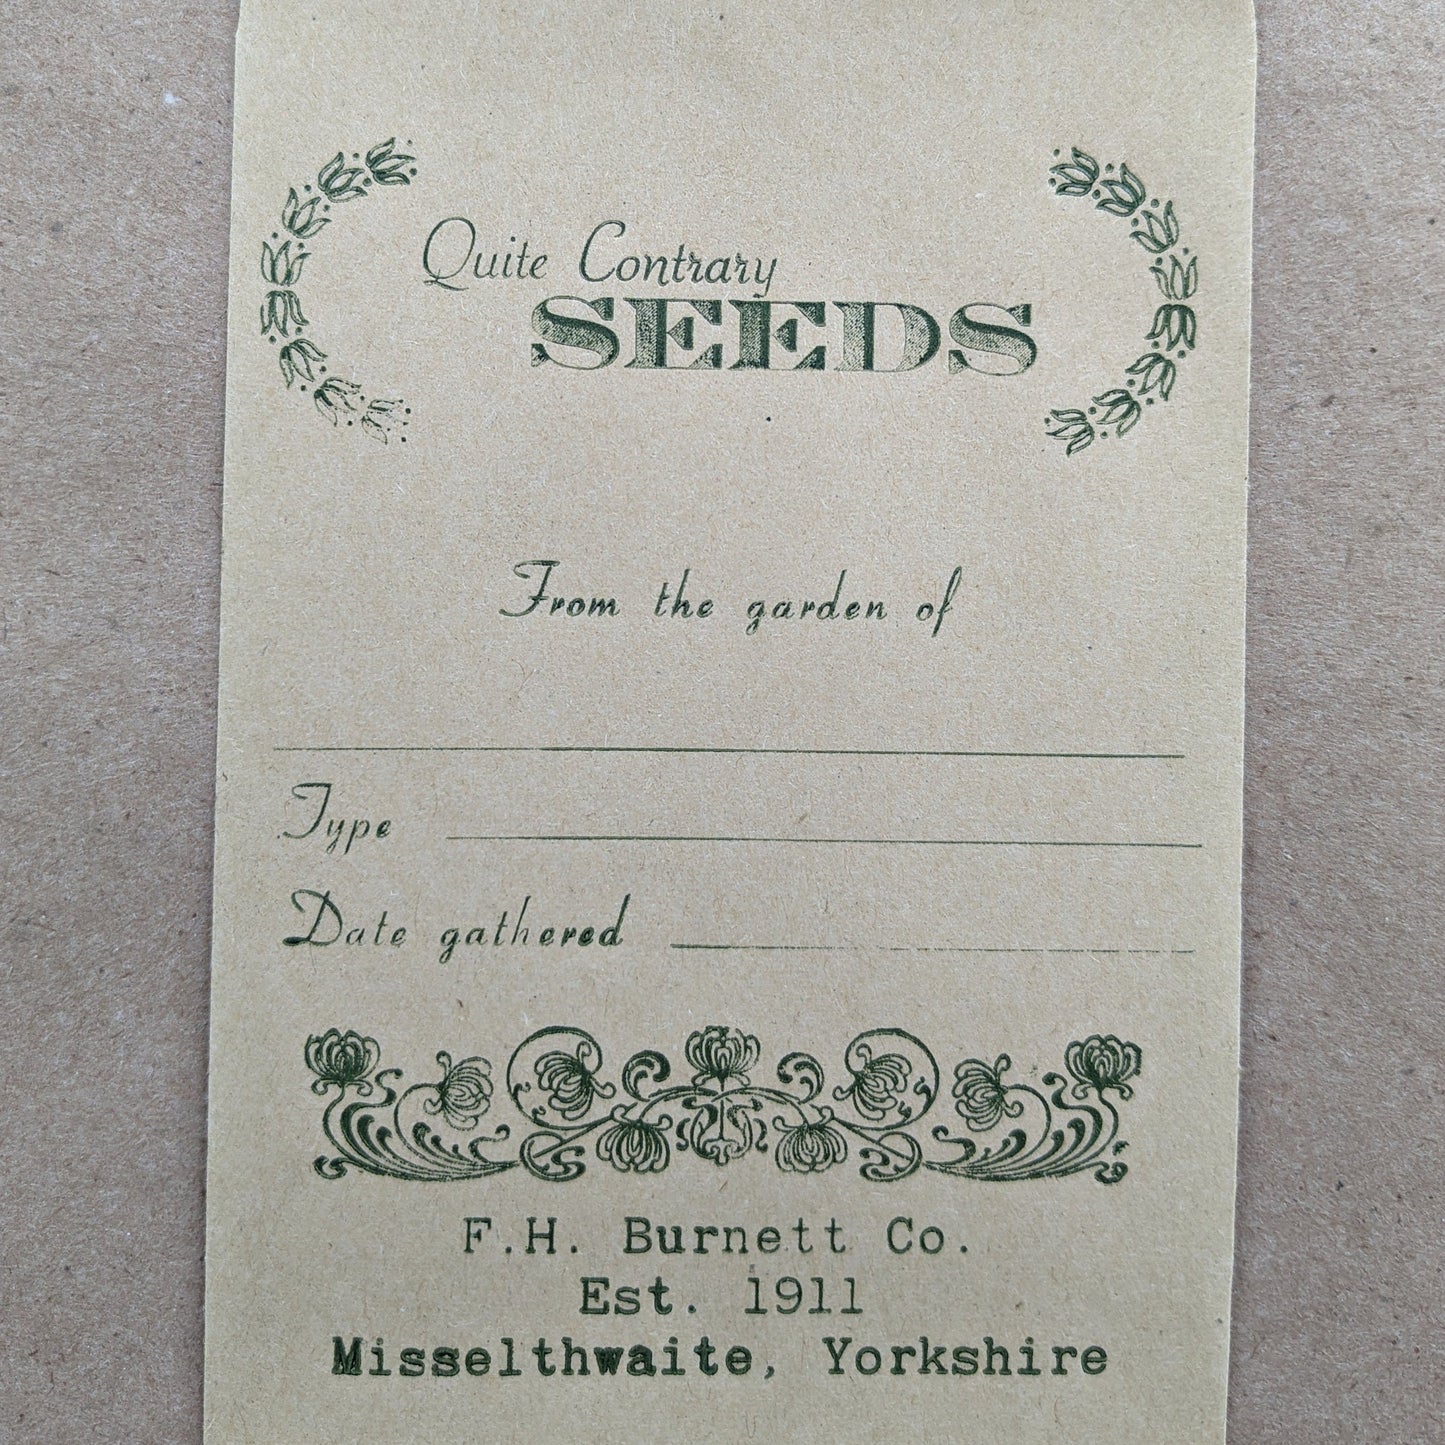 Quite Contrary
SEEDS
From the garden of
Type
Date gathered
F.H. Burnett Co.
Est. 1911
Misselthwaite, Yorkshire